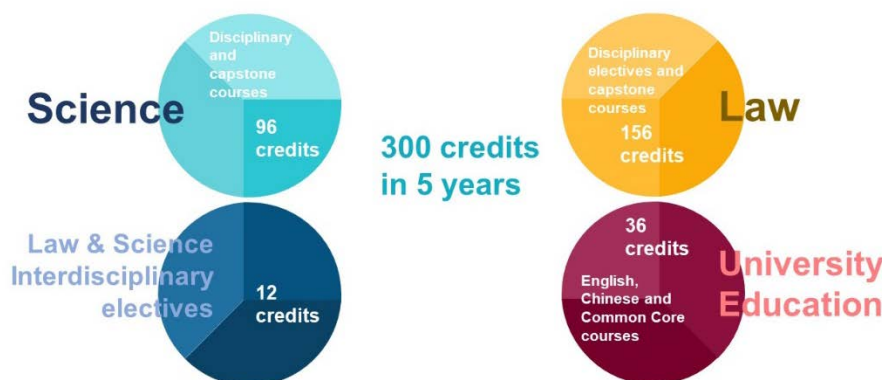 Science
Disciplinary
and
capstone
courses
96
credits
300 credits
in 5 years
Disciplinary
electives and
capstone
courses
156
credits
Law
Law & Science
Interdisciplinary
electives
12
credits
36
credits
English,
Chinese and
Common Core
courses
University
Education